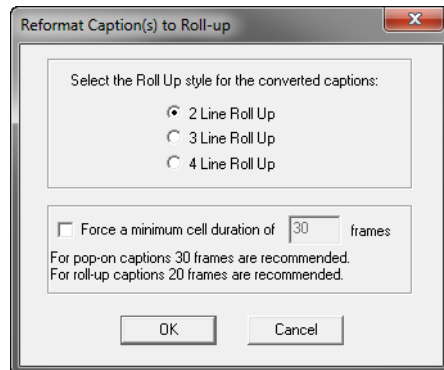 Reformat Caption(s) to Roll-up
Select the Roll Up style for the converted captions:
2 Line Roll Up
3 Line Roll Up
4 Line Roll Up
Force a minimum cell duration of 30 frames
For pop-on captions 30 frames are recommended.
For roll-up captions 20 frames are recommended.
OK Cancel